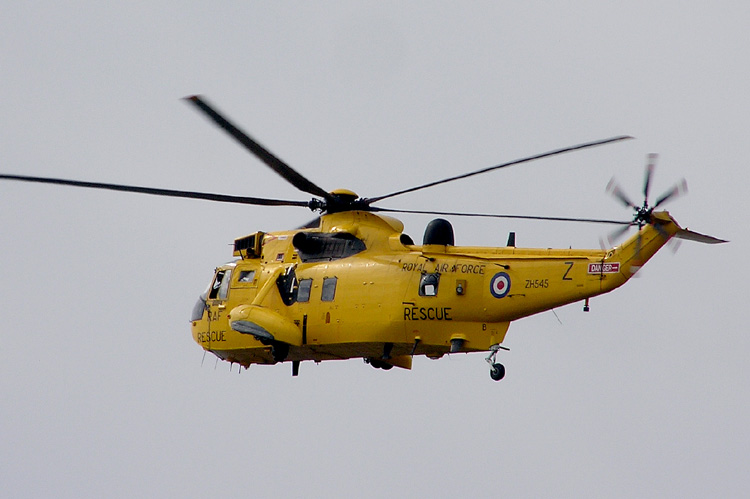 ROYAL AIR FORCE
Z
DANGER
ZH545
RAF
RESCUE
RESCUE
B